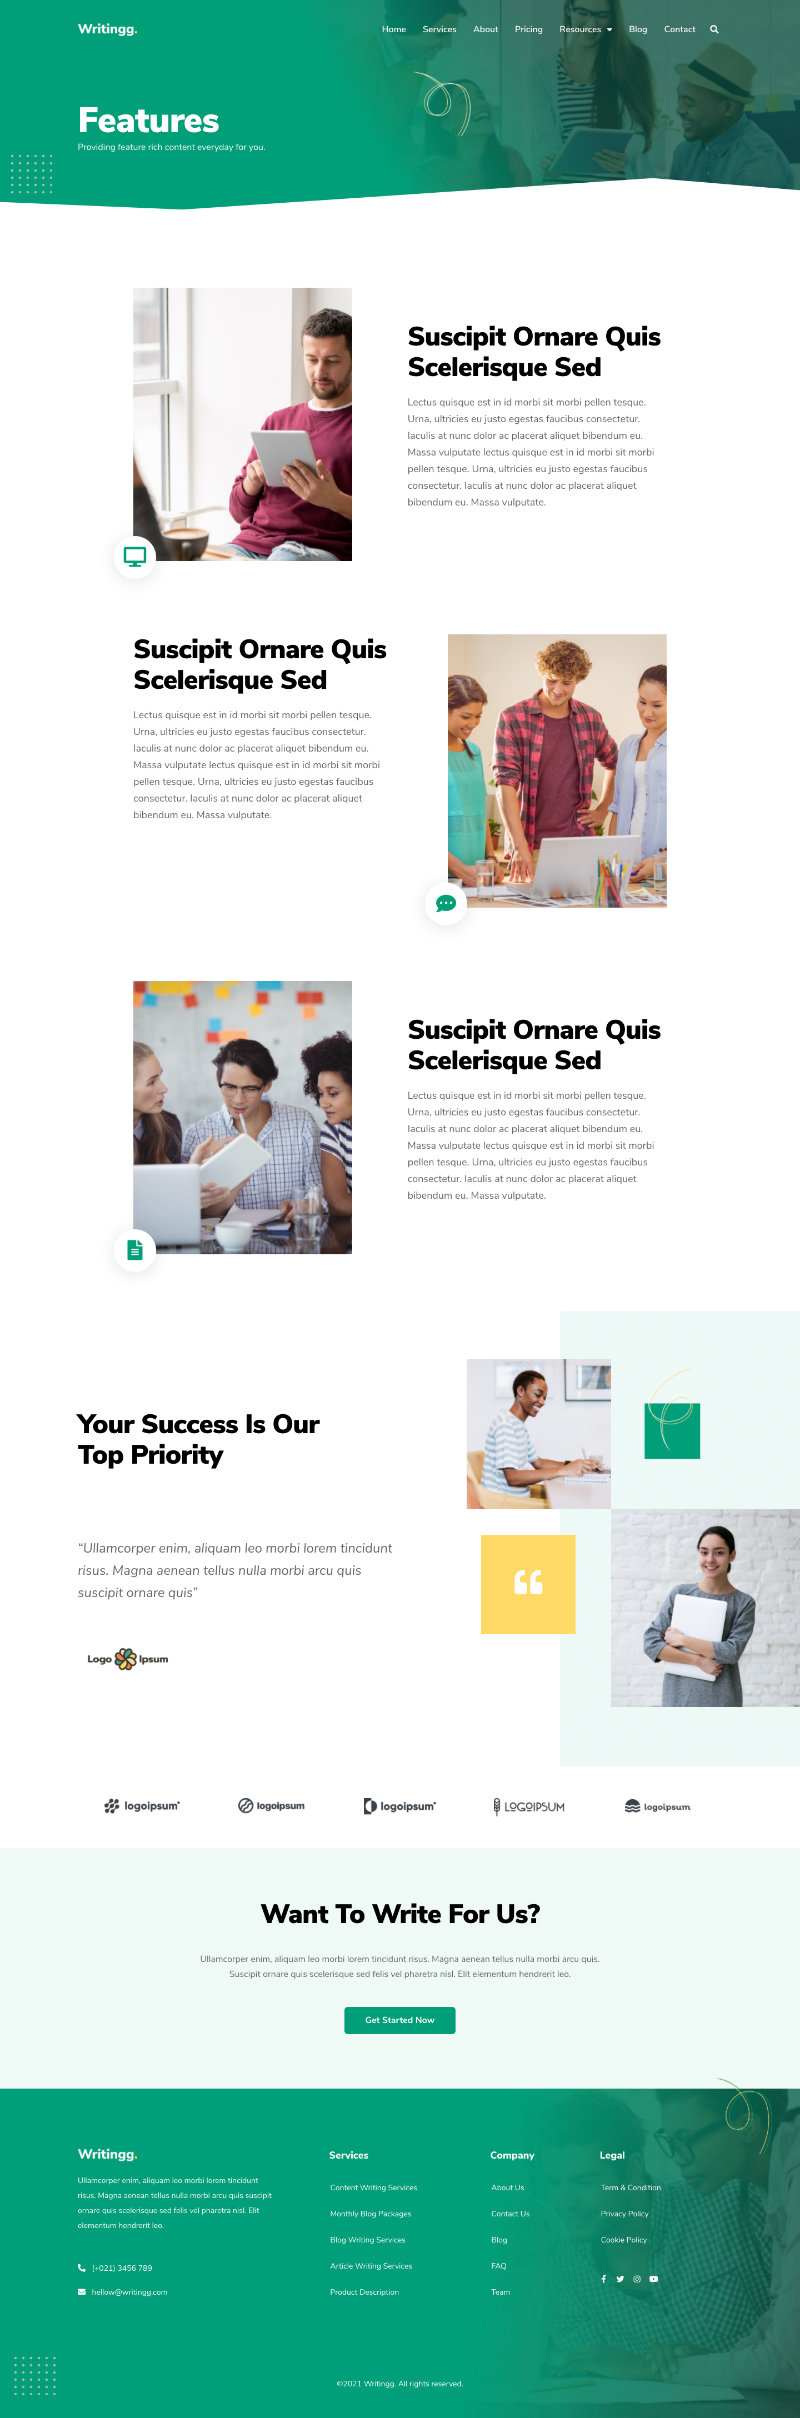 Writingg.
Home Services About Pricing Resources Blog Contact
Features
Providing feature rich content everyday for you.
Suscipit Ornare Quis
Scelerisque Sed
Lectus quisque est in id morbi sit morbi pellen tesque.
Urna, ultricies eu justo egestas faucibus consectetur.
Iaculis at nunc dolor ac placerat aliquet bibendum eu.
Massa vulputate lectus quisque est in id morbi sit morbi
pellen tesque. Urna, ultricies eu justo egestas faucibus
consectetur. Iaculis at nunc dolor ac placerat aliquet
bibendum eu. Massa vulputate.
Suscipit Ornare Quis
Scelerisque Sed
Lectus quisque est in id morbi sit morbi pellen tesque.
Urna, ultricies eu justo egestas faucibus consectetur.
Iaculis at nunc dolor ac placerat aliquet bibendum eu.
Massa vulputate lectus quisque est in id morbi sit morbi
pellen tesque. Urna, ultricies eu justo egestas faucibus
consectetur. Iaculis at nunc dolor ac placerat aliquet
bibendum eu. Massa vulputate.
Suscipit Ornare Quis
Scelerisque Sed
Lectus quisque est in id morbi sit morbi pellen tesque.
Urna, ultricies eu justo egestas faucibus consectetur.
Iaculis at nunc dolor ac placerat aliquet bibendum eu.
Massa vulputate lectus quisque est in id morbi sit morbi
pellen tesque. Urna, ultricies eu justo egestas faucibus
consectetur. Iaculis at nunc dolor ac placerat aliquet
bibendum eu. Massa vulputate.
Your Success Is Our
Top Priority
“Ullamcorper enim, aliquam leo morbi lorem tincidunt
risus. Magna aenean tellus nulla morbi arcu quis
suscipit ornare quis”
Logo Ipsum
logoipsum logoipsum logoipsum LOGOIPSUM logoipsum
Want To Write For Us?
Ullamcorper enim, aliquam leo morbi lorem tincidunt risus. Magna aenean tellus nulla morbi arcu quis.
Suscipit ornare quis scelerisque sed felis vel pharetra nisl. Elit elementum hendrerit leo.
Get Started Now
Writingg.
Ullamcorper enim, aliquam leo morbi lorem tincidunt
risus. Magna aenean tellus nulla morbi arcu quis suscipit
ornare quis scelerisque sed felis vel pharetra nisl. Elit
elementum hendrerit leo.
(+021) 3456 789
hellow@writingg.com
Services
Content Writing Services
Monthly Blog Packages
Blog Writing Services
Article Writing Services
Product Description
Company
About Us
Contact Us
Blog
FAQ
Team
Legal
Term & Condition
Privacy Policy
Cookie Policy
©2021 Writingg. All rights reserved.